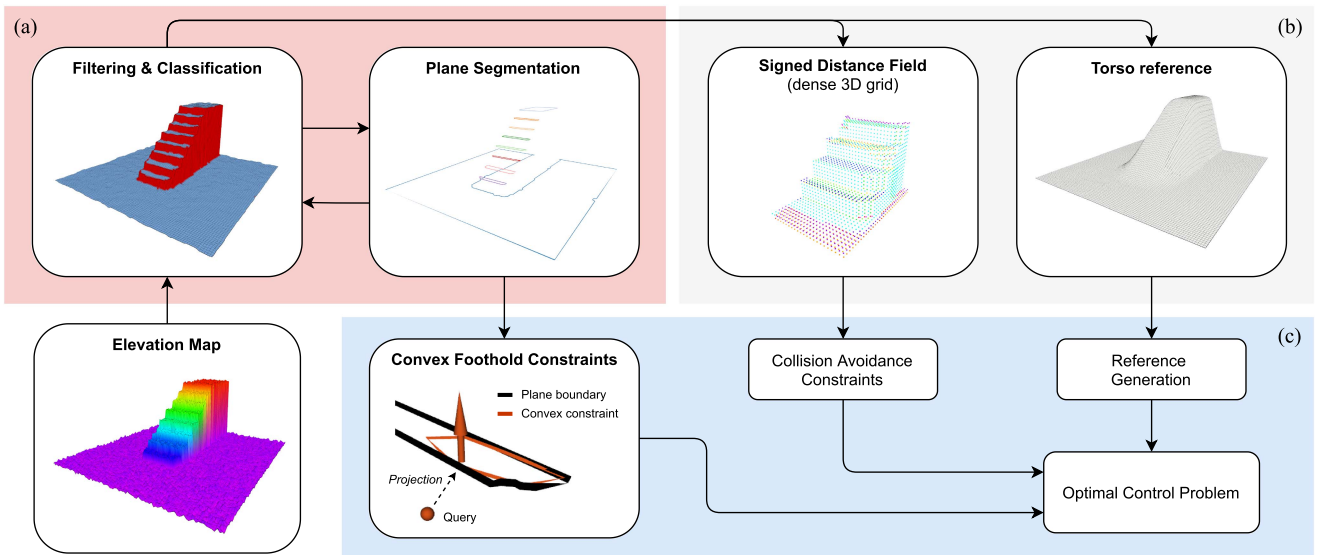 (a)
(b)
Filtering & Classification
Plane Segmentation
Signed Distance Field
(dense 3D grid)
Torso reference
Elevation Map
(c)
Convex Foothold Constraints
Plane boundary
Convex constraint
Projection
Query
Collision Avoidance
Constraints
Reference
Generation
Optimal Control Problem